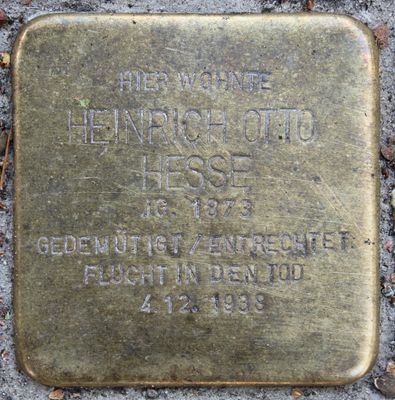 HIER WOHNTE
HEINRICH OTTO
HESSE
JG. 1873
GEDEMÜTIGT / ENTRECHTET
FLUCHT IN DEN TOD
4.12.1938